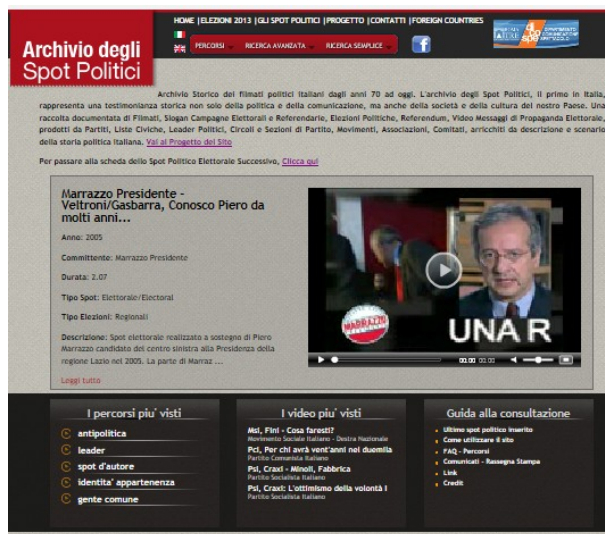 HOME |ELEZIONI 2013 |GLI SPOT POLITICI |PROGETTO |CONTATTI |FOREIGN COUNTRIES
Archivio degli
Spot Politici
PERCORSI RICERCA AVANZATA RICERCA SEMPLICE
Archivio Storico dei filmati politici italiani dagli anni 70 ad oggi. L'archivio degli Spot Politici, il primo in Italia,
rappresenta una testimonianza storica non solo della politica e della comunicazione, ma anche della società e della cultura del nostro Paese. Una
raccolta documentata di Filmati, Slogan Campagne Elettorali e Referendarie, Elezioni Politiche, Referendum, Video Messaggi di Propaganda Elettorale,
prodotti da Partiti, Liste Civiche, Leader Politici, Circoli e Sezioni di Partito, Movimenti, Associazioni, Comitati, arricchiti da descrizione e scenario
della storia politica italiana. Vai al Progetto del Sito
Per passare alla scheda dello Spot Politico Elettorale Successivo, Clicca qui
Marrazzo Presidente -
Veltroni/Gasbarra, Conosco Piero da
molti anni...
Anno: 2005
Committente: Marrazzo Presidente
Durata: 2.07
Tipo Spot: Elettorale/Electoral
Tipo Elezioni: Regionali
Descrizione: Spot elettorale realizzato a sostegno di Piero
Marrazzo candidato del centro sinistra alla Presidenza della
regione Lazio nel 2005. La parte di Marraz ...
Leggi tutto
MARRAZZO
UNA R
00:00 00:00
I percorsi piu' visti
antipolitica
leader
spot d'autore
identita' appartenenza
gente comune
I video piu' visti
Msi, Fini - Cosa faresti?
Movimento Sociale Italiano - Destra Nazionale
Pci, Per chi avrà vent'anni nel duemila
Partito Comunista Italiano
Psi, Craxi - Minoli, Fabbrica
Partito Socialista Italiano
Psi, Craxi: L'ottimismo della volontà I
Partito Socialista Italiano
Guida alla consultazione
Ultimo spot politico inserito
Come utilizzare il sito
FAQ - Percorsi
Comunicati - Rassegna Stampa
Link
Credit